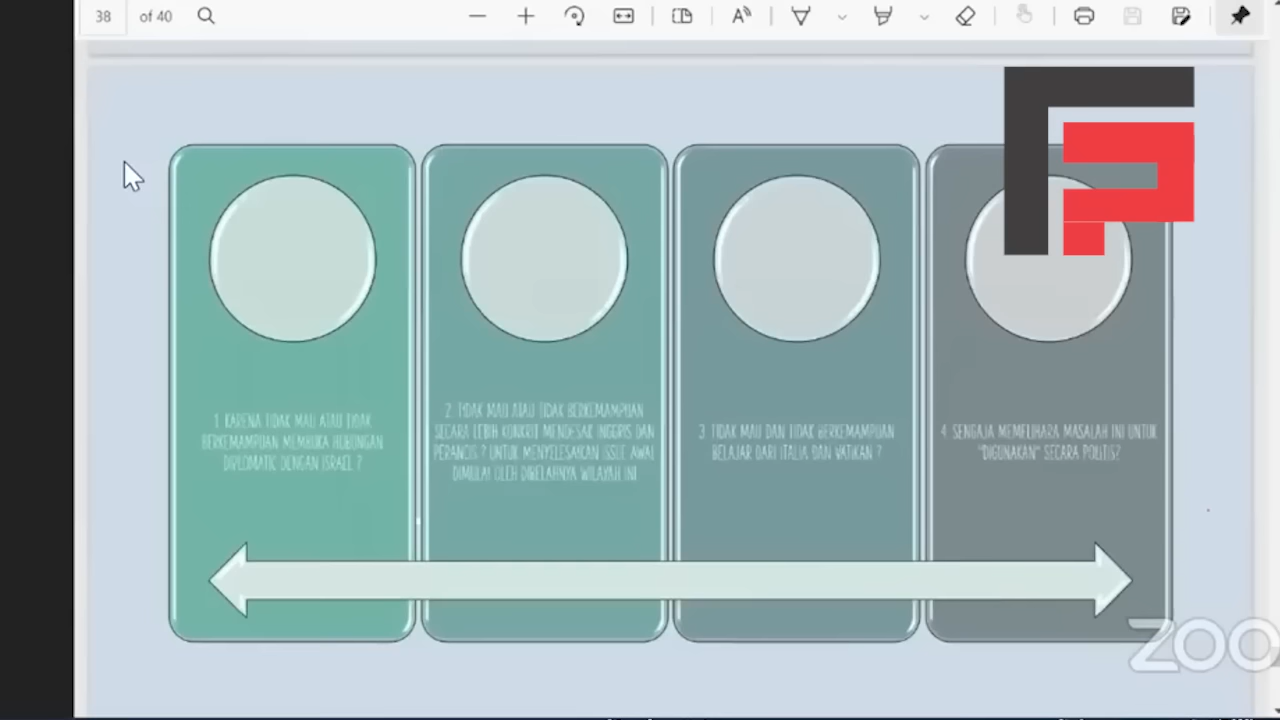 38
of 40
1. KARENA TIDAK MAU ATAU TIDAK
BERKEMAMPUAN MEMBUKA HUBUNGAN
DIPLOMATIC DENGAN ISRAEL ?
2. TIDAK MAU ATAU TIDAK BERKEMAMPUAN
SECARA LEBIH KONKRIT MENDESAK INGGRIS DAN
PERANCIS ? UNTUK MENYELESAIKAN ISSUE AWAL
DIMULAI OLEH DIBELAHNYA WILAYAH INI
3. TIDAK MAU DAN TIDAK BERKEMAMPUAN
BELAJAR DARI ITALIA DAN VATIKAN ?
4. SENGAJA MEMELIHARA MASALAH INI UNTUK
"DIGUNAKAN" SECARA POLITIS?
ZOO